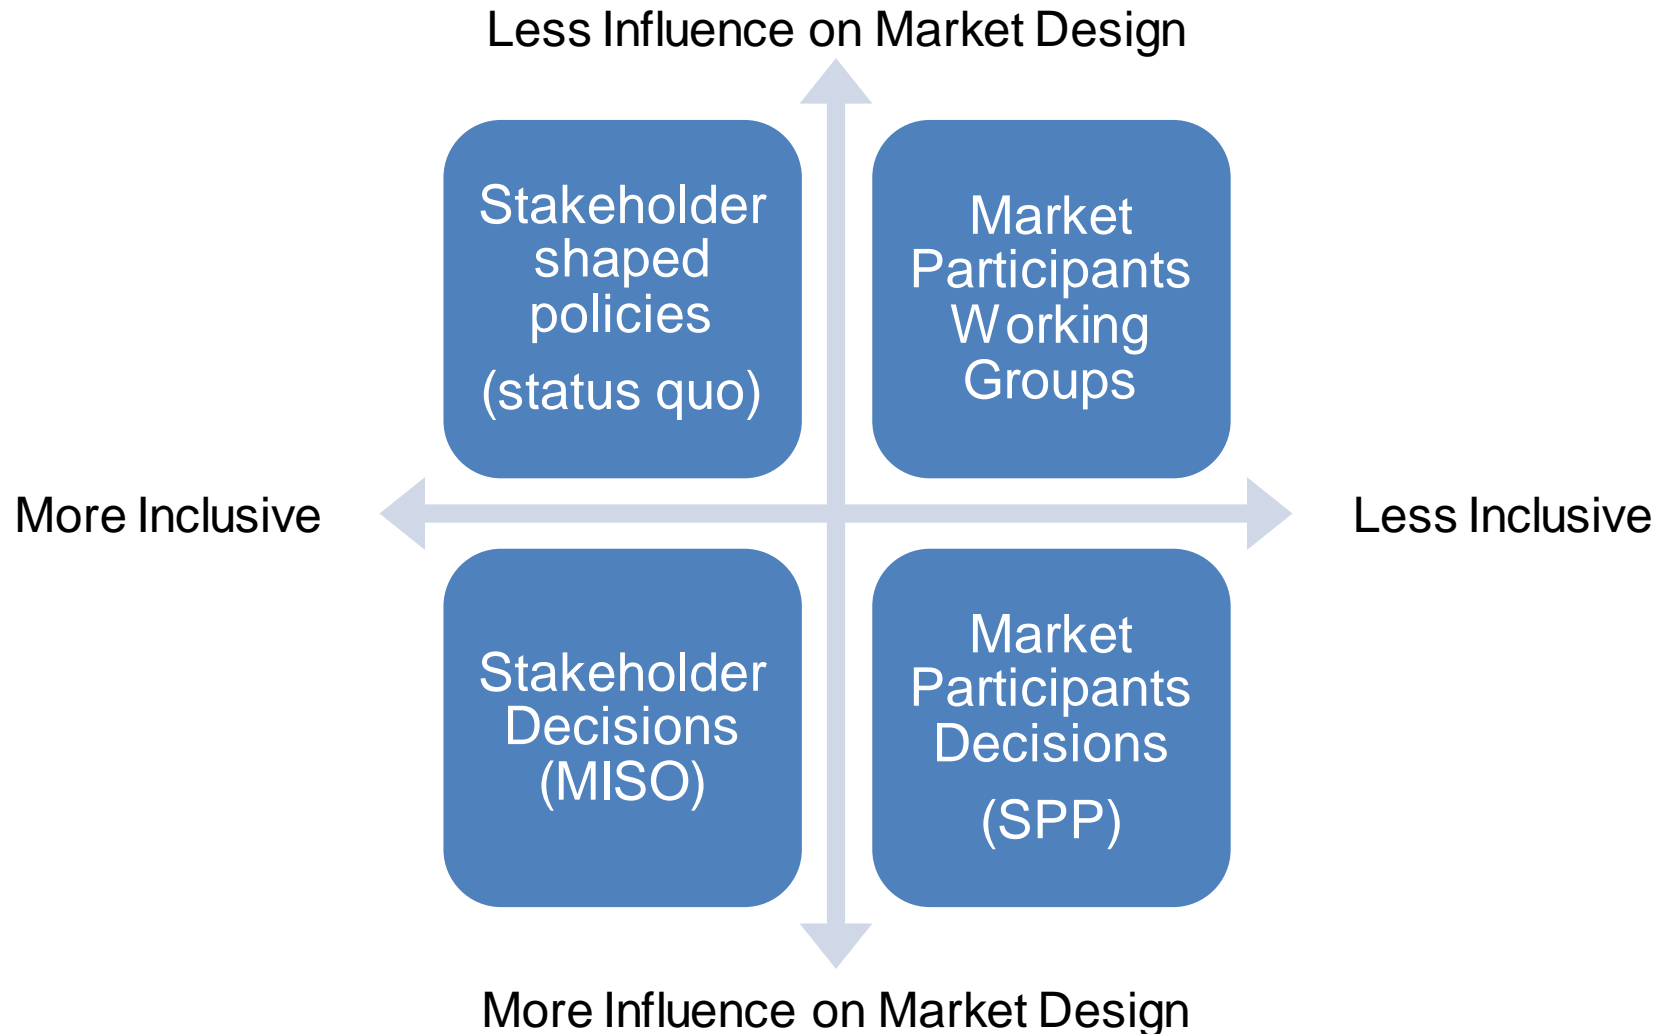 Less Influence on Market Design
Stakeholder
shaped
policies
(status quo)
Market
Participants
Working
Groups
More Inclusive
Less Inclusive
Stakeholder
Decisions
(MISO)
Market
Participants
Decisions
(SPP)
More Influence on Market Design